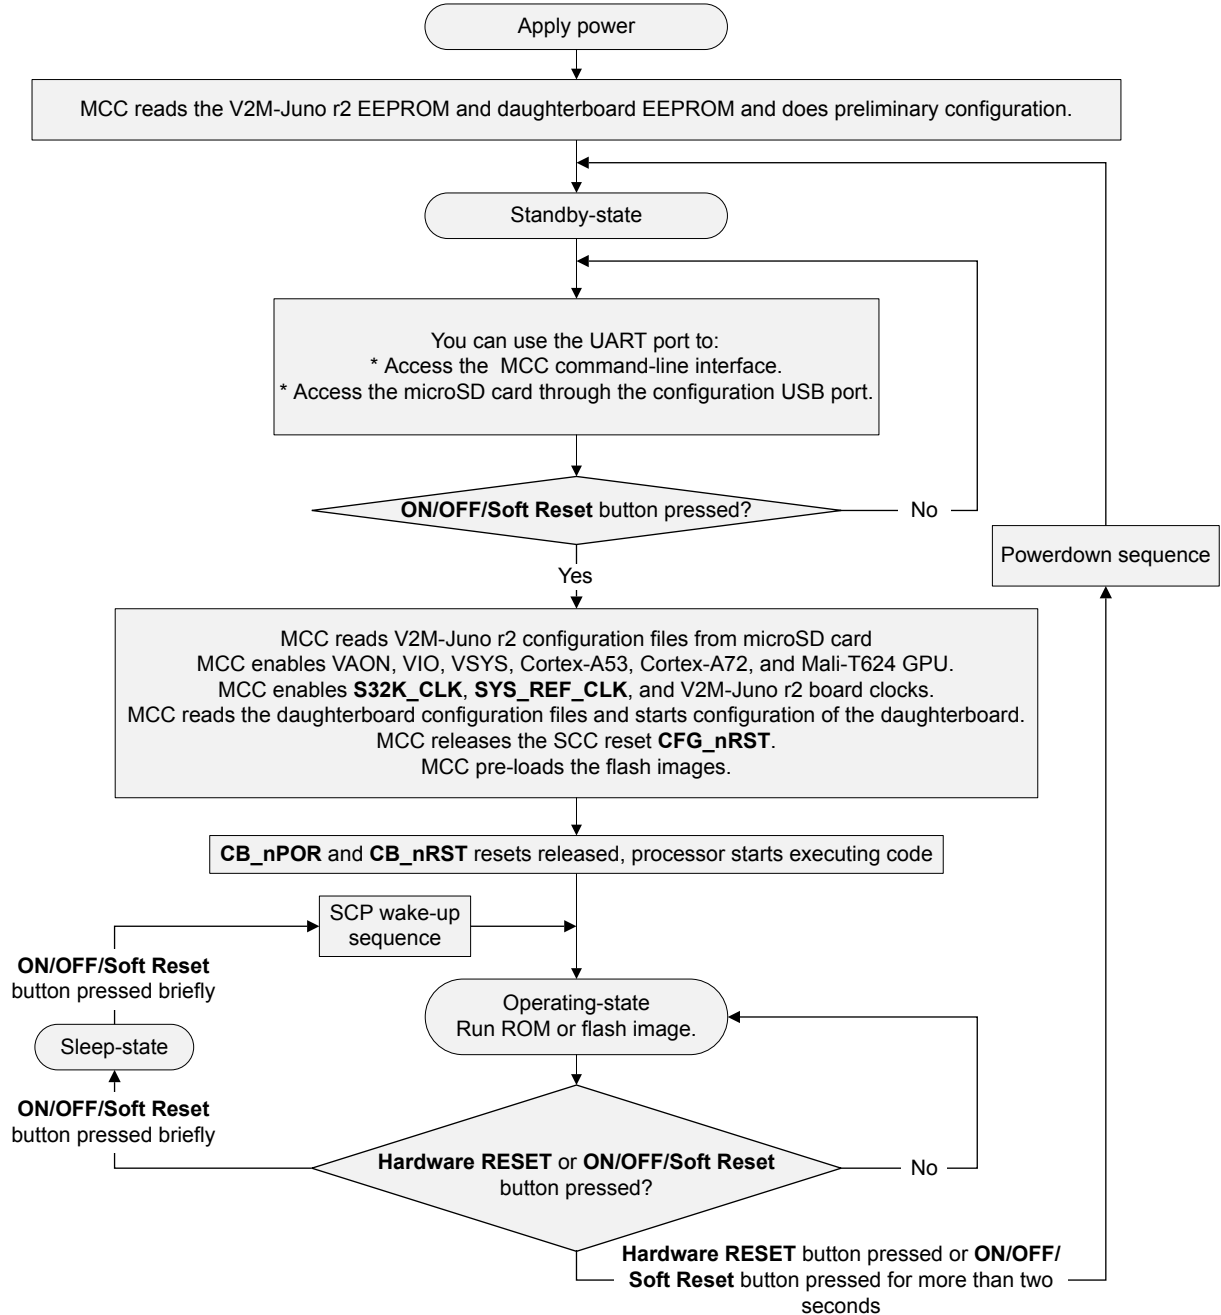 Apply power
MCC reads the V2M-Juno r2 EEPROM and daughterboard EEPROM and does preliminary configuration.
Standby-state
You can use the UART port to:
* Access the MCC command-line interface.
* Access the microSD card through the configuration USB port.
ON/OFF/Soft Reset button pressed?
No
Powerdown sequence
Yes
MCC reads V2M-Juno r2 configuration files from microSD card
MCC enables VAON, VIO, VSYS, Cortex-A53, Cortex-A72, and Mali-T624 GPU.
MCC enables S32K_CLK, SYS_REF_CLK, and V2M-Juno r2 board clocks.
MCC reads the daughterboard configuration files and starts configuration of the daughterboard.
MCC releases the SCC reset CFG_nRST.
MCC pre-loads the flash images.
CB_nPOR and CB_nRST resets released, processor starts executing code
SCP wake-up
sequence
ON/OFF/Soft Reset
button pressed briefly
Operating-state
Run ROM or flash image.
Sleep-state
ON/OFF/Soft Reset
button pressed briefly
Hardware RESET or ON/OFF/Soft Reset
button pressed?
No
Hardware RESET button pressed or ON/OFF/
Soft Reset button pressed for more than two
seconds